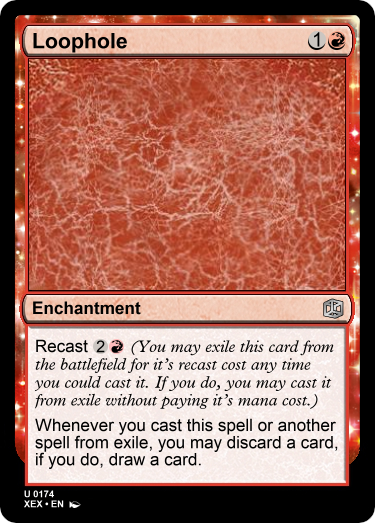 Loophole 1
Enchantment
Recast 2 (You may exile this card from
the battlefield for it's recast cost any time
you could cast it. If you do, you may cast it
from exile without paying it's mana cost.)
Whenever you cast this spell or another
spell from exile, you may discard a card,
if you do, draw a card.
U 0174
XEX • EN